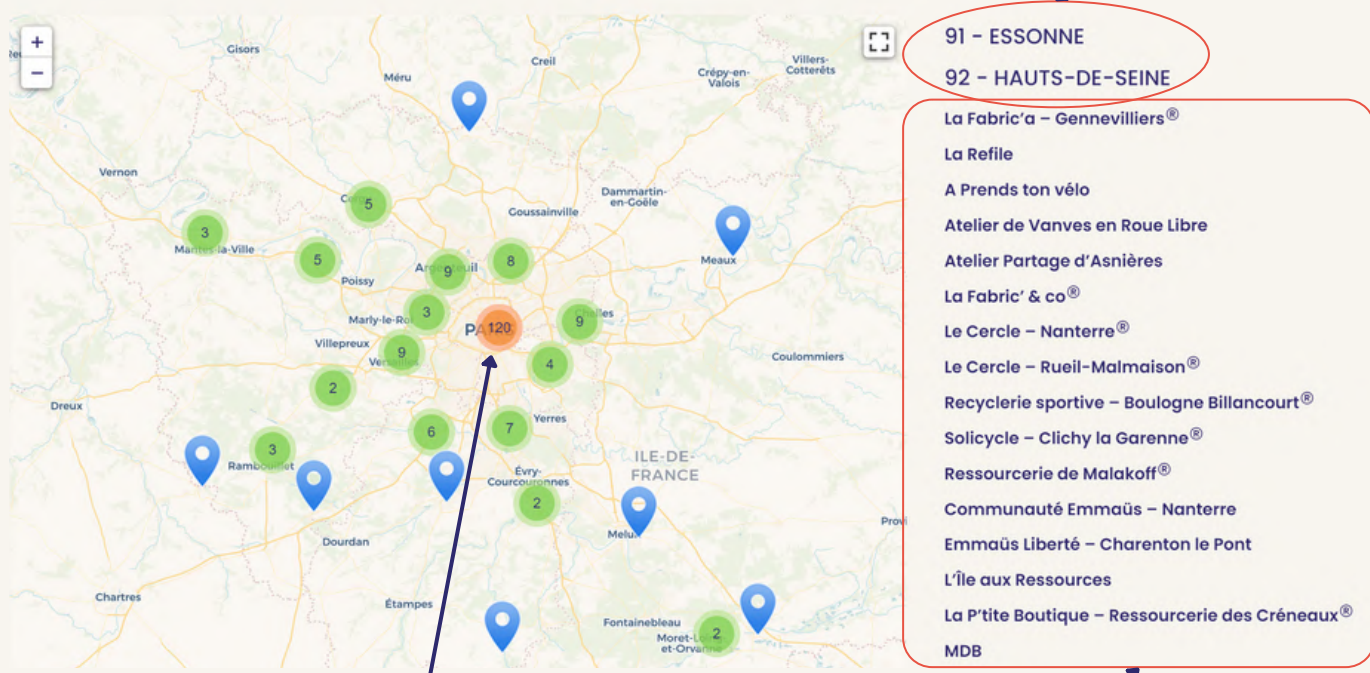 +
−
Gisors
Méru
Creil
Crépy-en-
Valois
Villers-
Cotterêts
Vernon
5
Goussainville
Dammartin-
en-Goële
3
Mantes-la-Ville
5
Poissy
9
8
Meaux
Marly-le-Roi
3
120
9
Villepreux
9
4
Coulommiers
2
Dreux
6
7
Yerres
3
Rambouillet
ILE-DE-
FRANCE
Évry-
Courcouronnes
2
Melun
Provi
Dourdan
Chartres
Étampes
Fontainebleau
Moret-Loing-
et-Orvanne
2
91 - ESSONNE
92 - HAUTS-DE-SEINE
La Fabric’a – Gennevilliers®
La Refile
A Prends ton vélo
Atelier de Vanves en Roue Libre
Atelier Partage d’Asnières
La Fabric’ & co®
Le Cercle – Nanterre®
Le Cercle – Rueil-Malmaison®
Recyclerie sportive – Boulogne Billancourt®
Solicycle – Clichy la Garenne®
Ressourcerie de Malakoff®
Communauté Emmaüs – Nanterre
Emmaüs Liberté – Charenton le Pont
L’Île aux Ressources
La P’tite Boutique – Ressourcerie des Créneaux®
MDB